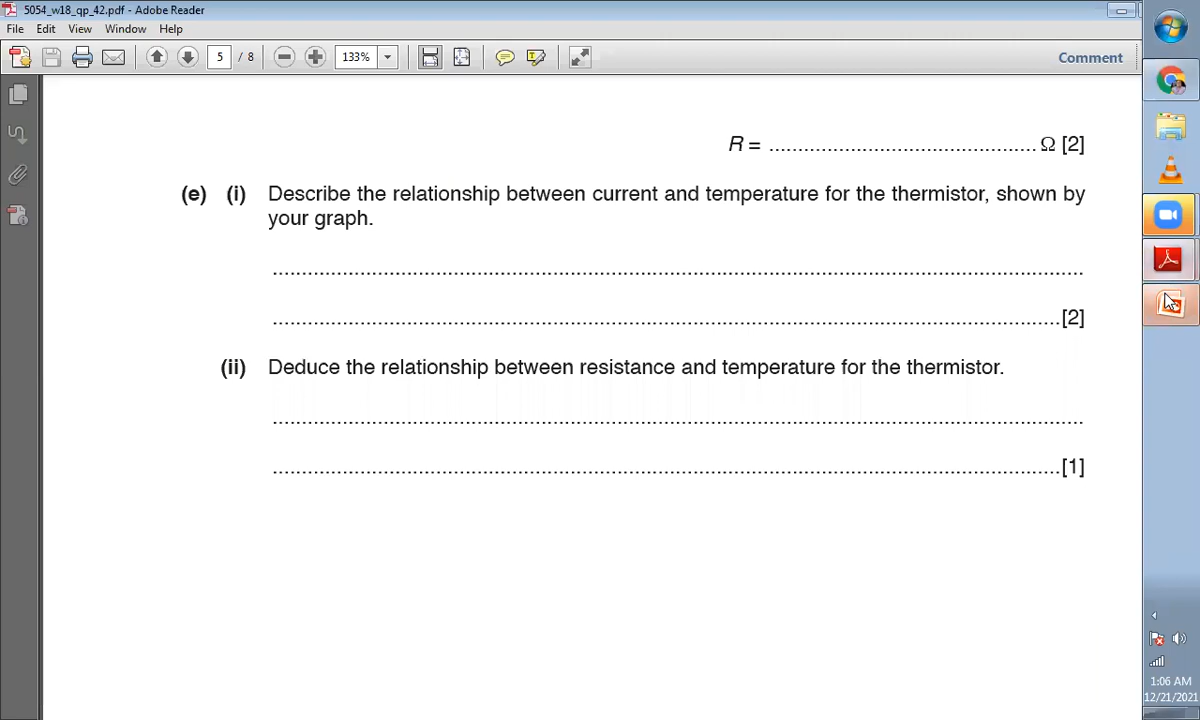 5054_w18_qp_42.pdf - Adobe Reader
File Edit View Window Help
5 / 8 133% Comment
R = .............................................. Ω [2]
(e) (i) Describe the relationship between current and temperature for the thermistor, shown by
your graph.
...........................................................................................................................................
.......................................................................................................................................[2]
(ii) Deduce the relationship between resistance and temperature for the thermistor.
...........................................................................................................................................
.......................................................................................................................................[1]
1:06 AM
12/21/2021